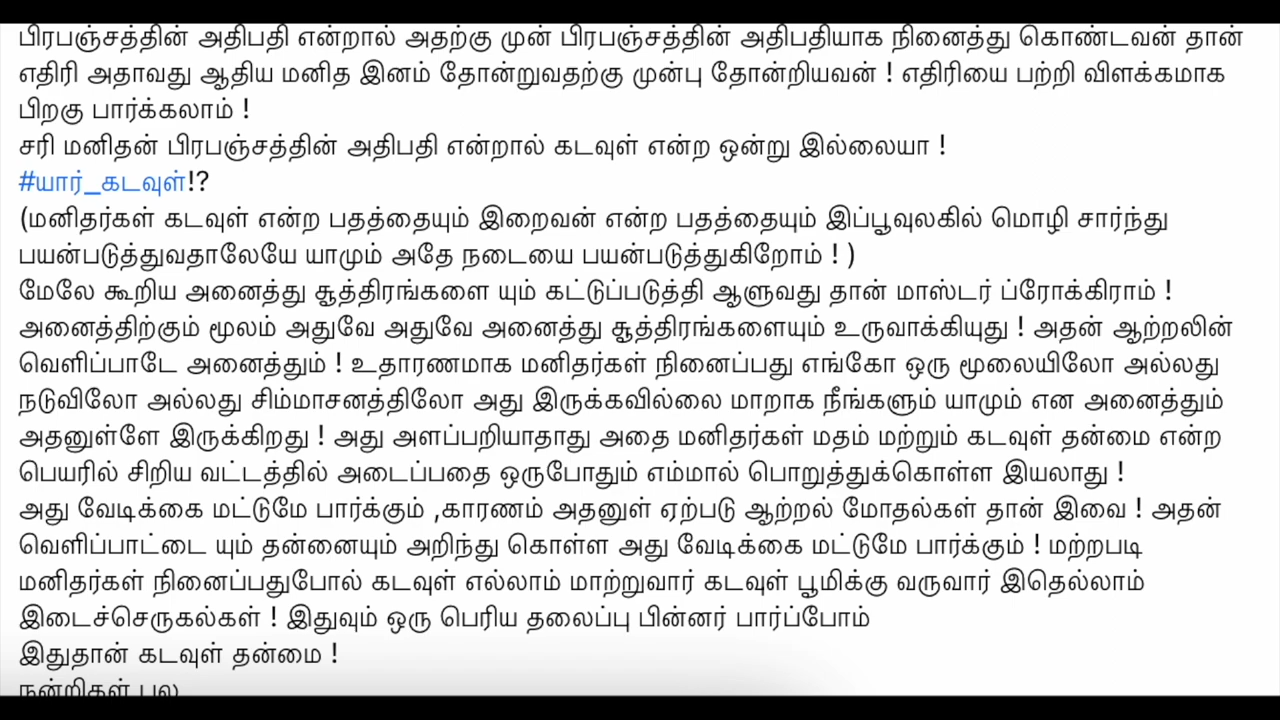 பிரபஞ்சத்தின் அதிபதி என்றால் அதற்கு முன் பிரபஞ்சத்தின் அதிபதியாக நினைத்து கொண்டவன் தான்
எதிரி அதாவது ஆதிய மனித இனம் தோன்றுவதற்கு முன்பு தோன்றியவன் ! எதிரியை பற்றி விளக்கமாக
பிறகு பார்க்கலாம் !
சரி மனிதன் பிரபஞ்சத்தின் அதிபதி என்றால் கடவுள் என்ற ஒன்று இல்லையா !
#யார்_கடவுள்!?
(மனிதர்கள் கடவுள் என்ற பதத்தையும் இறைவன் என்ற பதத்தையும் இப்பூவுலகில் மொழி சார்ந்து
பயன்படுத்துவதாலேயே யாமும் அதே நடையை பயன்படுத்துகிறோம் ! )
மேலே கூறிய அனைத்து சூத்திரங்களை யும் கட்டுப்படுத்தி ஆளுவது தான் மாஸ்டர் ப்ரோக்கிராம் !
அனைத்திற்கும் மூலம் அதுவே அதுவே அனைத்து சூத்திரங்களையும் உருவாக்கியுது ! அதன் ஆற்றலின்
வெளிப்பாடே அனைத்தும் ! உதாரணமாக மனிதர்கள் நினைப்பது எங்கோ ஒரு மூலையிலோ அல்லது
நடுவிலோ அல்லது சிம்மாசனத்திலோ அது இருக்கவில்லை மாறாக நீங்களும் யாமும் என அனைத்தும்
அதனுள்ளே இருக்கிறது ! அது அளப்பறியாதாது அதை மனிதர்கள் மதம் மற்றும் கடவுள் தன்மை என்ற
பெயரில் சிறிய வட்டத்தில் அடைப்பதை ஒருபோதும் எம்மால் பொறுத்துக்கொள்ள இயலாது !
அது வேடிக்கை மட்டுமே பார்க்கும் ,காரணம் அதனுள் ஏற்படு ஆற்றல் மோதல்கள் தான் இவை ! அதன்
வெளிப்பாட்டை யும் தன்னையும் அறிந்து கொள்ள அது வேடிக்கை மட்டுமே பார்க்கும் ! மற்றபடி
மனிதர்கள் நினைப்பதுபோல் கடவுள் எல்லாம் மாற்றுவார் கடவுள் பூமிக்கு வருவார் இதெல்லாம்
இடைச்செருகல்கள் ! இதுவும் ஒரு பெரிய தலைப்பு பின்னர் பார்ப்போம்
இதுதான் கடவுள் தன்மை !
நன்றிகள் பல